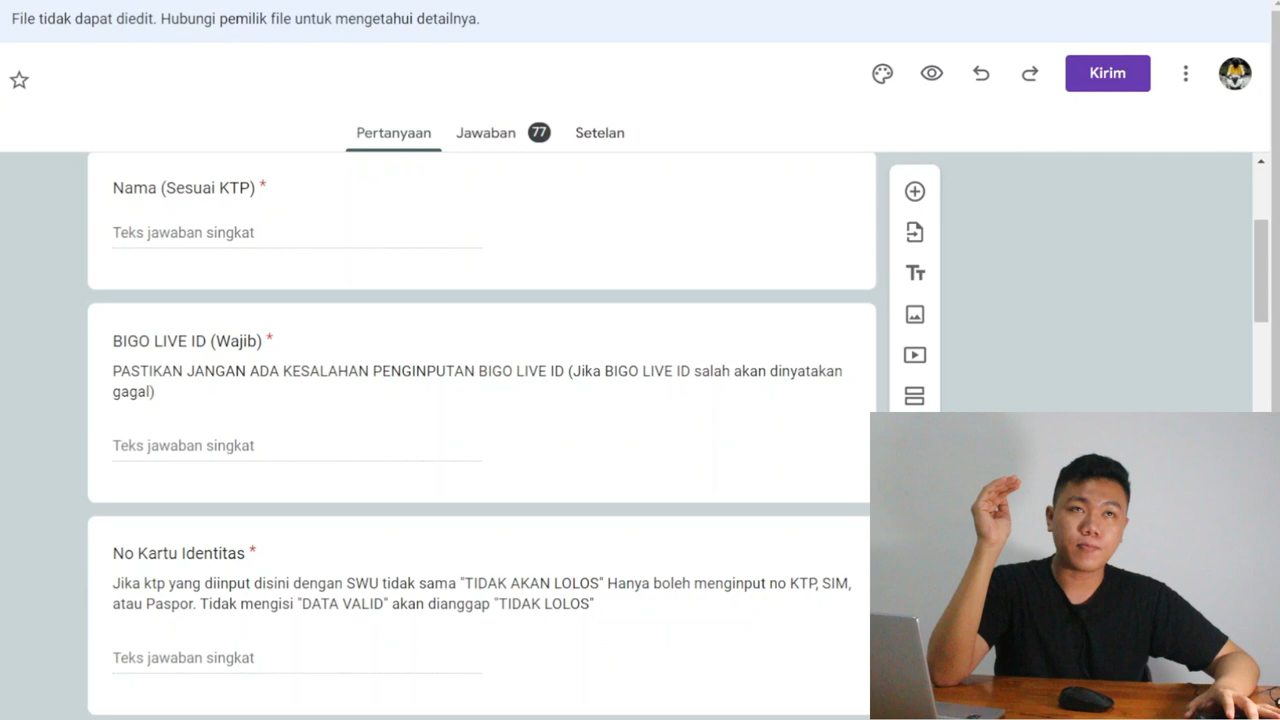 File tidak dapat diedit. Hubungi pemilik file untuk mengetahui detailnya.
Kirim
Pertanyaan
Jawaban 77
Setelan
Nama (Sesuai KTP) *
Teks jawaban singkat
Tт
BIGO LIVE ID (Wajib) *
PASTIKAN JANGAN ADA KESALAHAN PENGINPUTAN BIGO LIVE ID (Jika BIGO LIVE ID salah akan dinyatakan
gagal)
Teks jawaban singkat
No Kartu Identitas *
Jika ktp yang diinput disini dengan SWU tidak sama "TIDAK AKAN LOLOS" Hanya boleh menginput no KTP, SIM,
atau Paspor. Tidak mengisi "DATA VALID" akan dianggap "TIDAK LOLOS"
Teks jawaban singkat